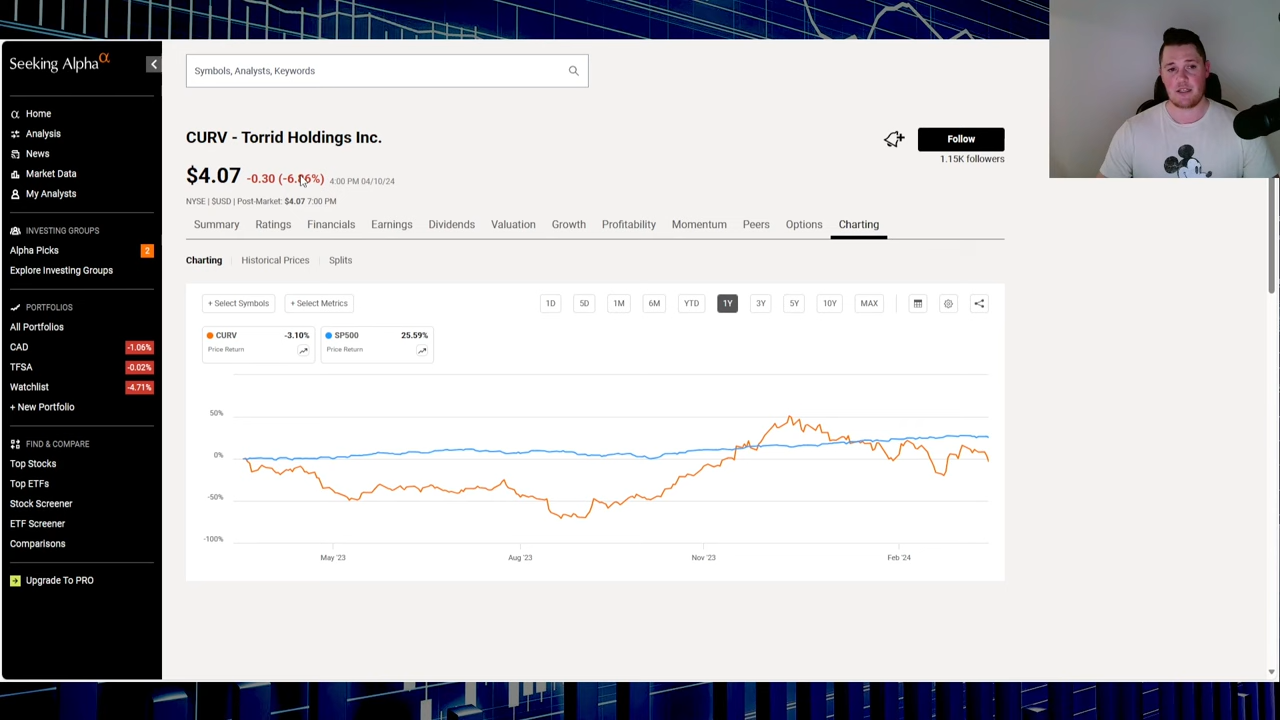 Seeking Alpha α
Symbols, Analysts, Keywords
Home
Analysis
News
Market Data
My Analysts
INVESTING GROUPS
Alpha Picks 2
Explore Investing Groups
PORTFOLIOS
All Portfolios
CAD -1.06%
TFSA -0.02%
Watchlist -4.71%
+ New Portfolio
FIND & COMPARE
Top Stocks
Top ETFs
Stock Screener
ETF Screener
Comparisons
Upgrade To PRO
CURV - Torrid Holdings Inc.
Follow
1.15K followers
$4.07 -0.30 4:00 PM 04/10/24
NYSE | $USD | Post-Market: $4.07 7:00 PM
Summary Ratings Financials Earnings Dividends Valuation Growth Profitability Momentum Peers Options Charting
Charting Historical Prices Splits
+ Select Symbols + Select Metrics 1D 5D 1M 6M YTD 1Y 3Y 5Y 10Y MAX
CURV -3.10% SP500 25.59%
Price Return Price Return
50%
0%
-50%
-100%
May '23 Aug '23 Nov '23 Feb '24